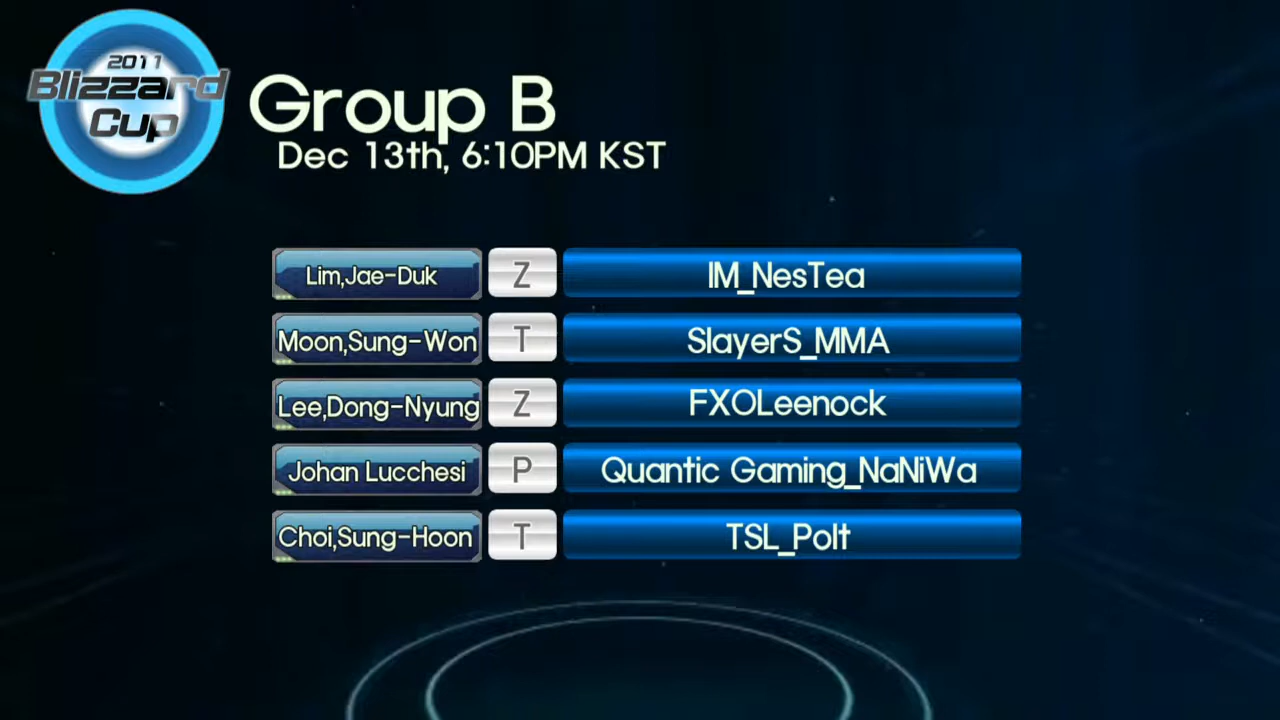 2011
Blizzard
Cup
Group B
Dec 13th, 6:10PM KST
Lim,Jae-Duk Z IM_NesTea
Moon,Sung-Won T SlayerS_MMA
Lee,Dong-Nyung Z FXOLeenock
Johan Lucchesi P Quantic Gaming_NaNiWa
Choi,Sung-Hoon T TSL_Polt